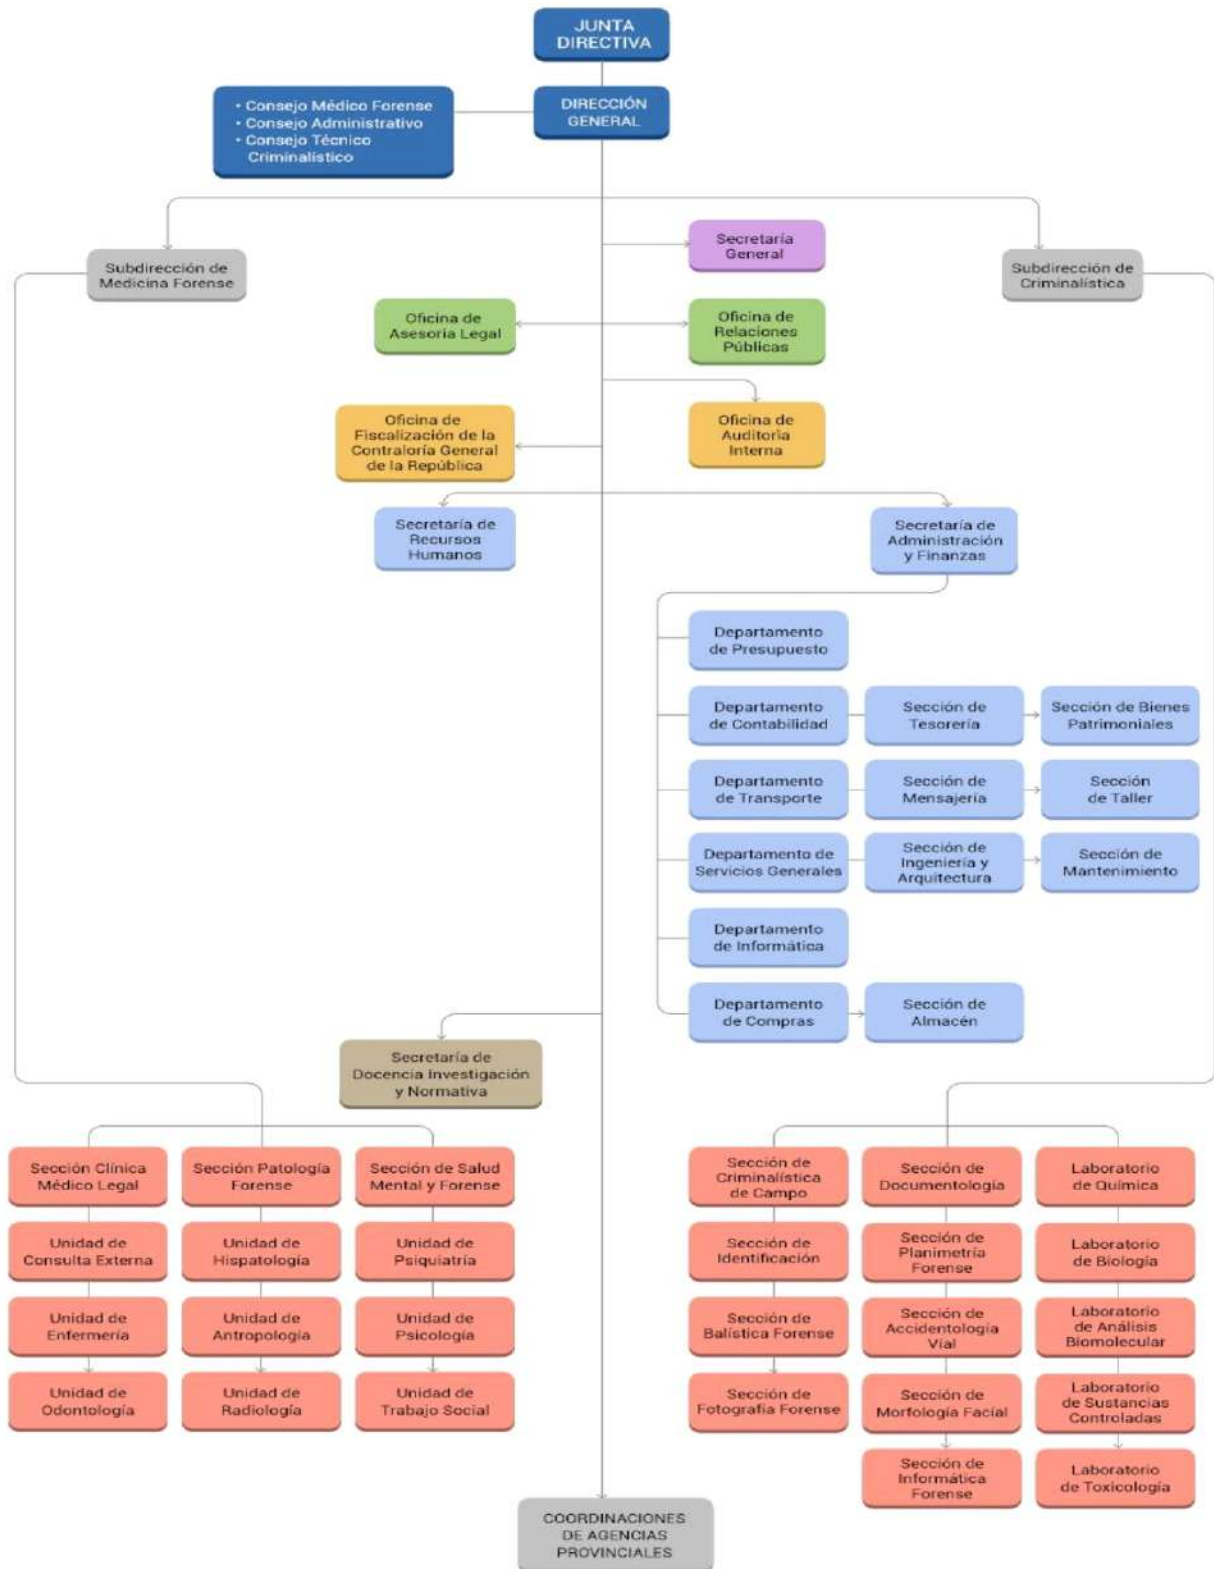 JUNTA
DIRECTIVA
• Consejo Médico Forense
• Consejo Administrativo
• Consejo Técnico
Criminalístico
DIRECCIÓN
GENERAL
Subdirección de
Medicina Forense
Secretaría
General
Subdirección de
Criminalística
Oficina de
Asesoria Legal
Oficina de
Relaciones
Públicas
Oficina de
Fiscalización de la
Contraloría General
de la República
Oficina de
Auditoria
Interna
Secretaría de
Recursos
Humanos
Secretaría de
Administración
y Finanzas
Departamento
de Presupuesto
Departamento
de Contabilidad
Sección de
Tesorería
Sección de Bienes
Patrimoniales
Departamento
de Transporte
Sección de
Mensajería
Sección
de Taller
Departamento de
Servicios Generales
Sección de
Ingeniería y
Arquitectura
Sección de
Mantenimiento
Departamento
de Informática
Departamento
de Compras
Sección de
Almacén
Secretaría de
Docencia Investigación
y Normativa
Sección Clínica
Médico Legal
Sección Patología
Forense
Sección de Salud
Mental y Forense
Sección de
Criminalística
de Campo
Sección de
Documentología
Laboratorio
de Química
Unidad de
Consulta Externa
Unidad de
Hispatología
Unidad de
Psiquiatría
Sección de
Identificación
Sección de
Planimetría
Forense
Laboratorio
de Biología
Unidad de
Enfermería
Unidad de
Antropología
Unidad de
Psicología
Sección de
Balística Forense
Sección de
Accidentología
Víal
Laboratorio
de Análisis
Biomolecular
Unidad de
Odontología
Unidad de
Radiología
Unidad de
Trabajo Social
Sección de
Fotografía Forense
Sección de
Morfología Facial
Laboratorio
de Sustancias
Controladas
Sección de
Informática
Forense
Laboratorio
de Toxicología
COORDINACIONES
DE AGENCIAS
PROVINCIALES